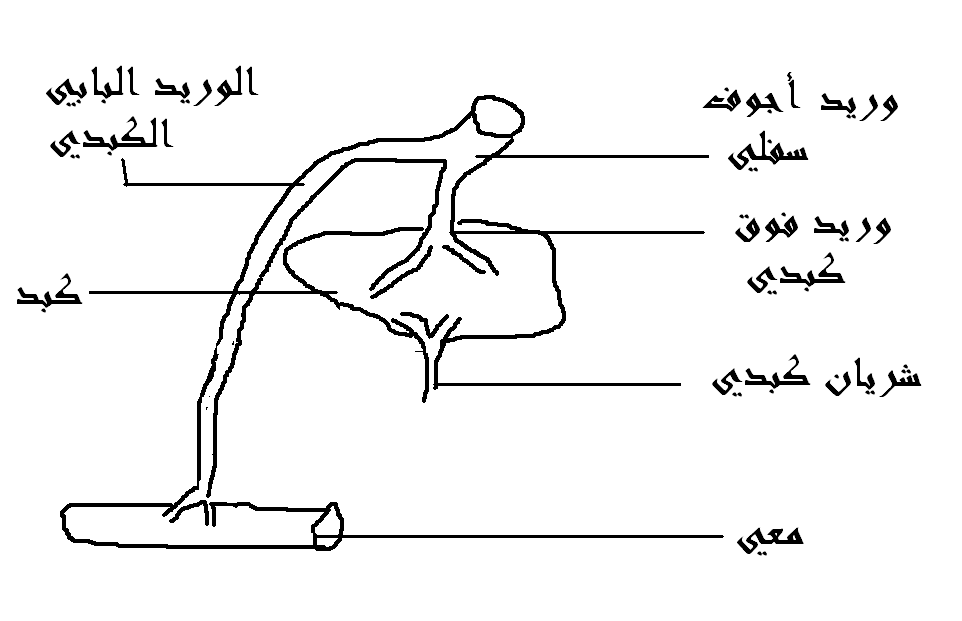 الوريد البابي
الكبدي
وريد أجوف
سفلي
وريد فوق
كبدي
كبد
شريان كبدي
معي